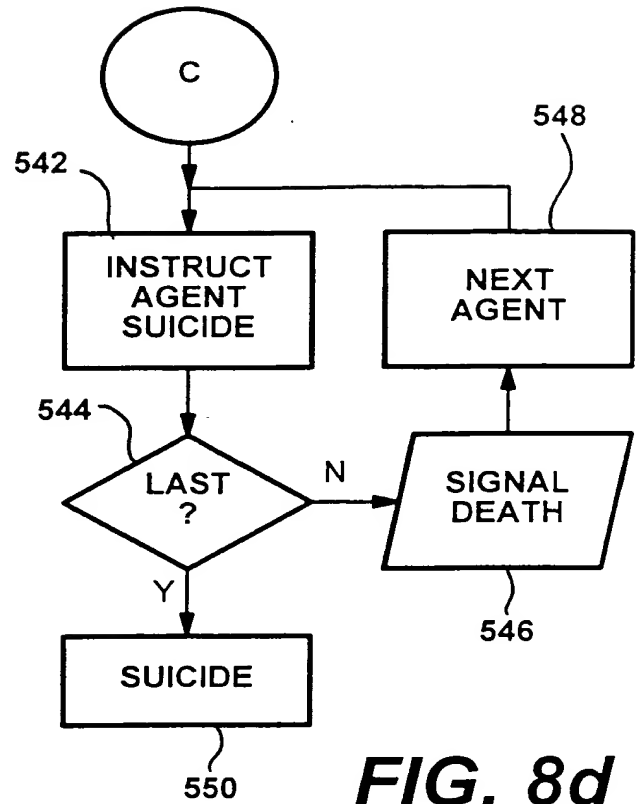 C
542
548
INSTRUCT
AGENT
SUICIDE
NEXT
AGENT
544
LAST
?
N
SIGNAL
DEATH
Y
546
SUICIDE
550
FIG. 8d